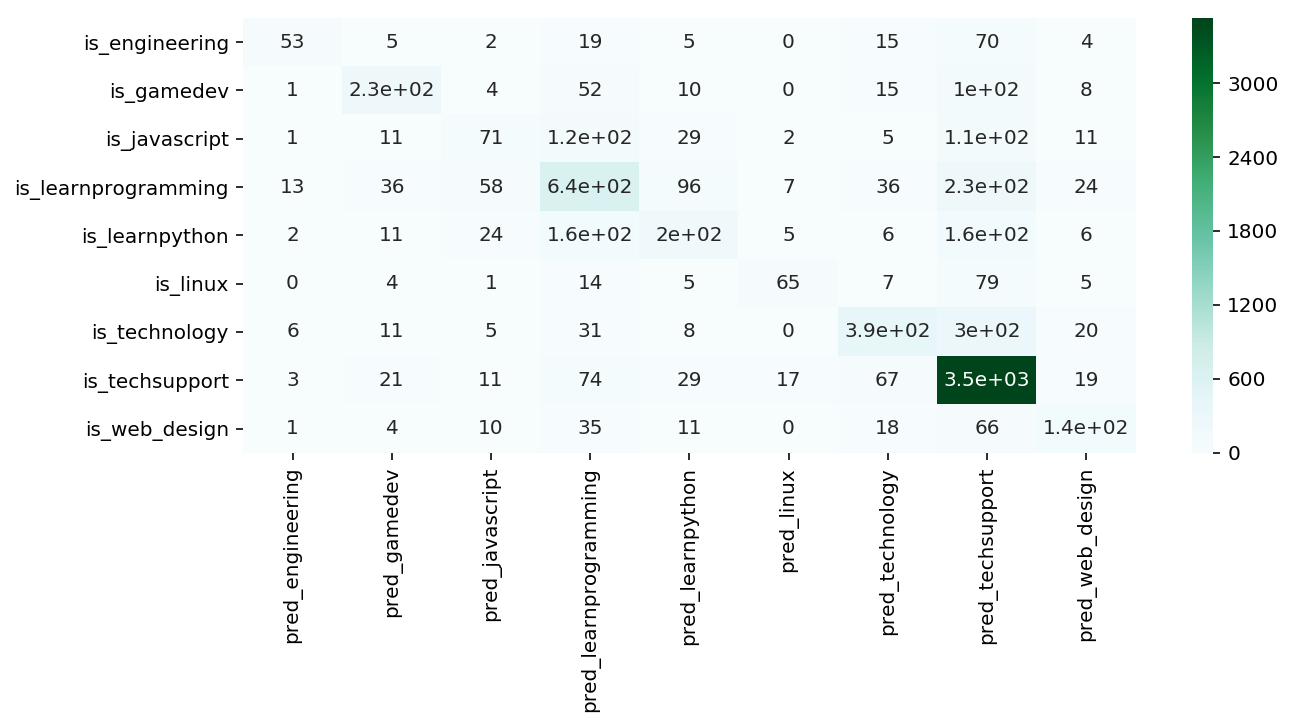 is_engineering 53 5 2 19 5 0 15 70 4
is_gamedev 1 2.3e+02 4 52 10 0 15 1e+02 8
is_javascript 1 11 71 1.2e+02 29 2 5 1.1e+02 11
is_learnprogramming 13 36 58 6.4e+02 96 7 36 2.3e+02 24
is_learnpython 2 11 24 1.6e+02 2e+02 5 6 1.6e+02 6
is_linux 0 4 1 14 5 65 7 79 5
is_technology 6 11 5 31 8 0 3.9e+02 3e+02 20
is_techsupport 3 21 11 74 29 17 67 3.5e+03 19
is_web_design 1 4 10 35 11 0 18 66 1.4e+02
pred_engineering
pred_gamedev
pred_javascript
pred_learnprogramming
pred_learnpython
pred_linux
pred_technology
pred_techsupport
pred_web_design
3000
2400
1800
1200
600
0